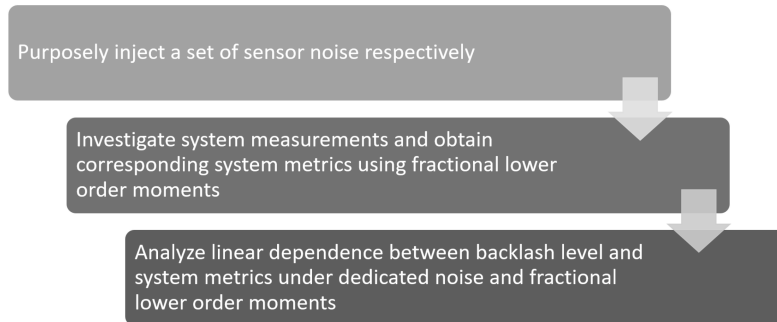 Purposely inject a set of sensor noise respectively
Investigate system measurements and obtain
corresponding system metrics using fractional lower
order moments
Analyze linear dependence between backlash level and
system metrics under dedicated noise and fractional
lower order moments